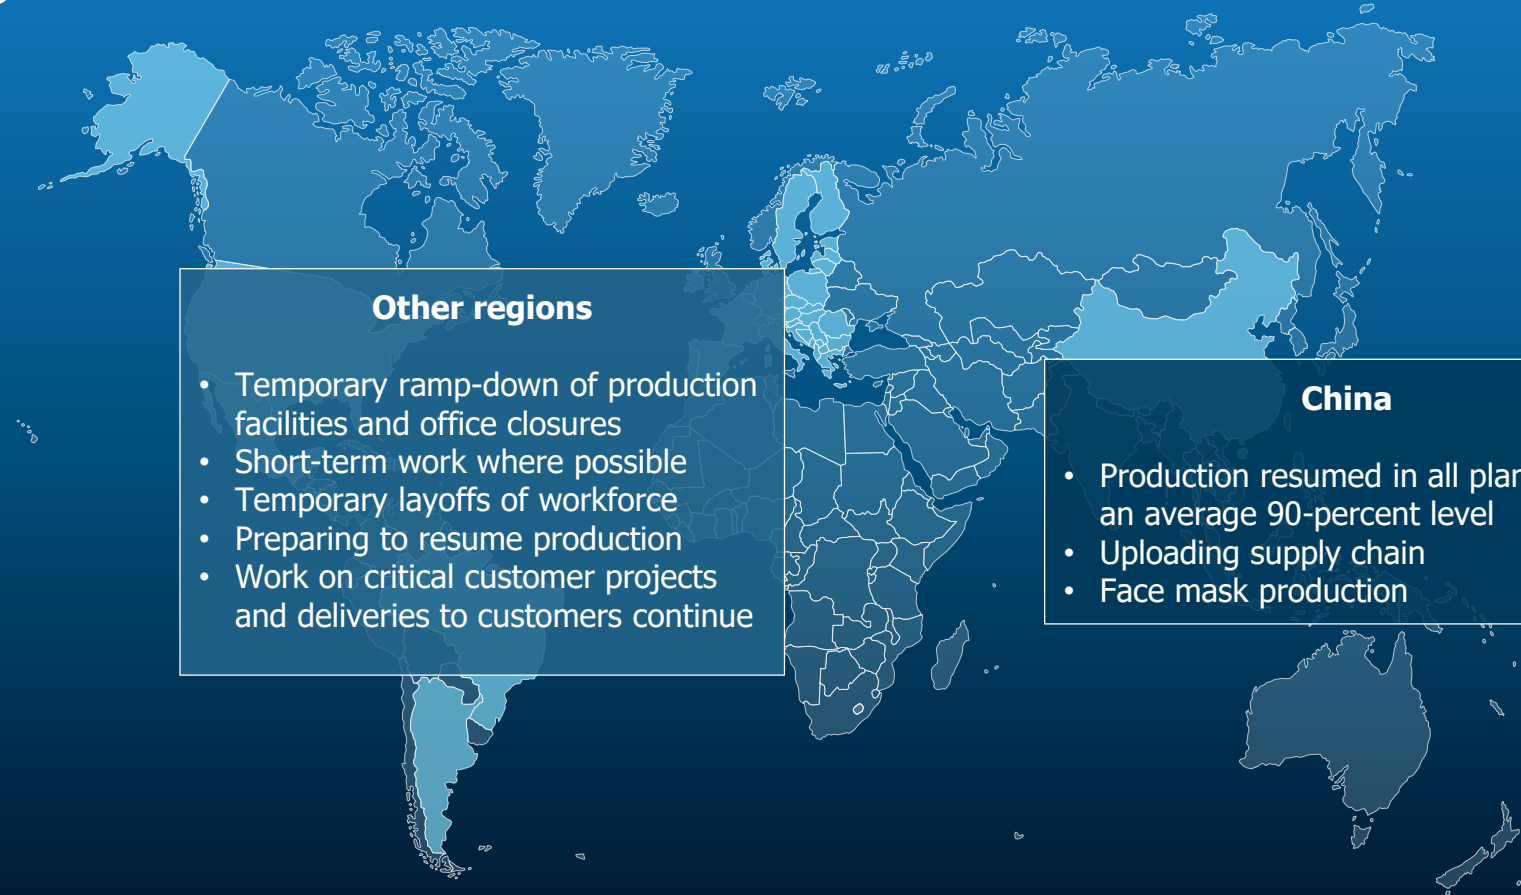 Other regions
• Temporary ramp-down of production
facilities and office closures
• Short-term work where possible
• Temporary layoffs of workforce
• Preparing to resume production
• Work on critical customer projects
and deliveries to customers continue
China
• Production resumed in all
an average 90-percent level
• Uploading supply chain
• Face mask production